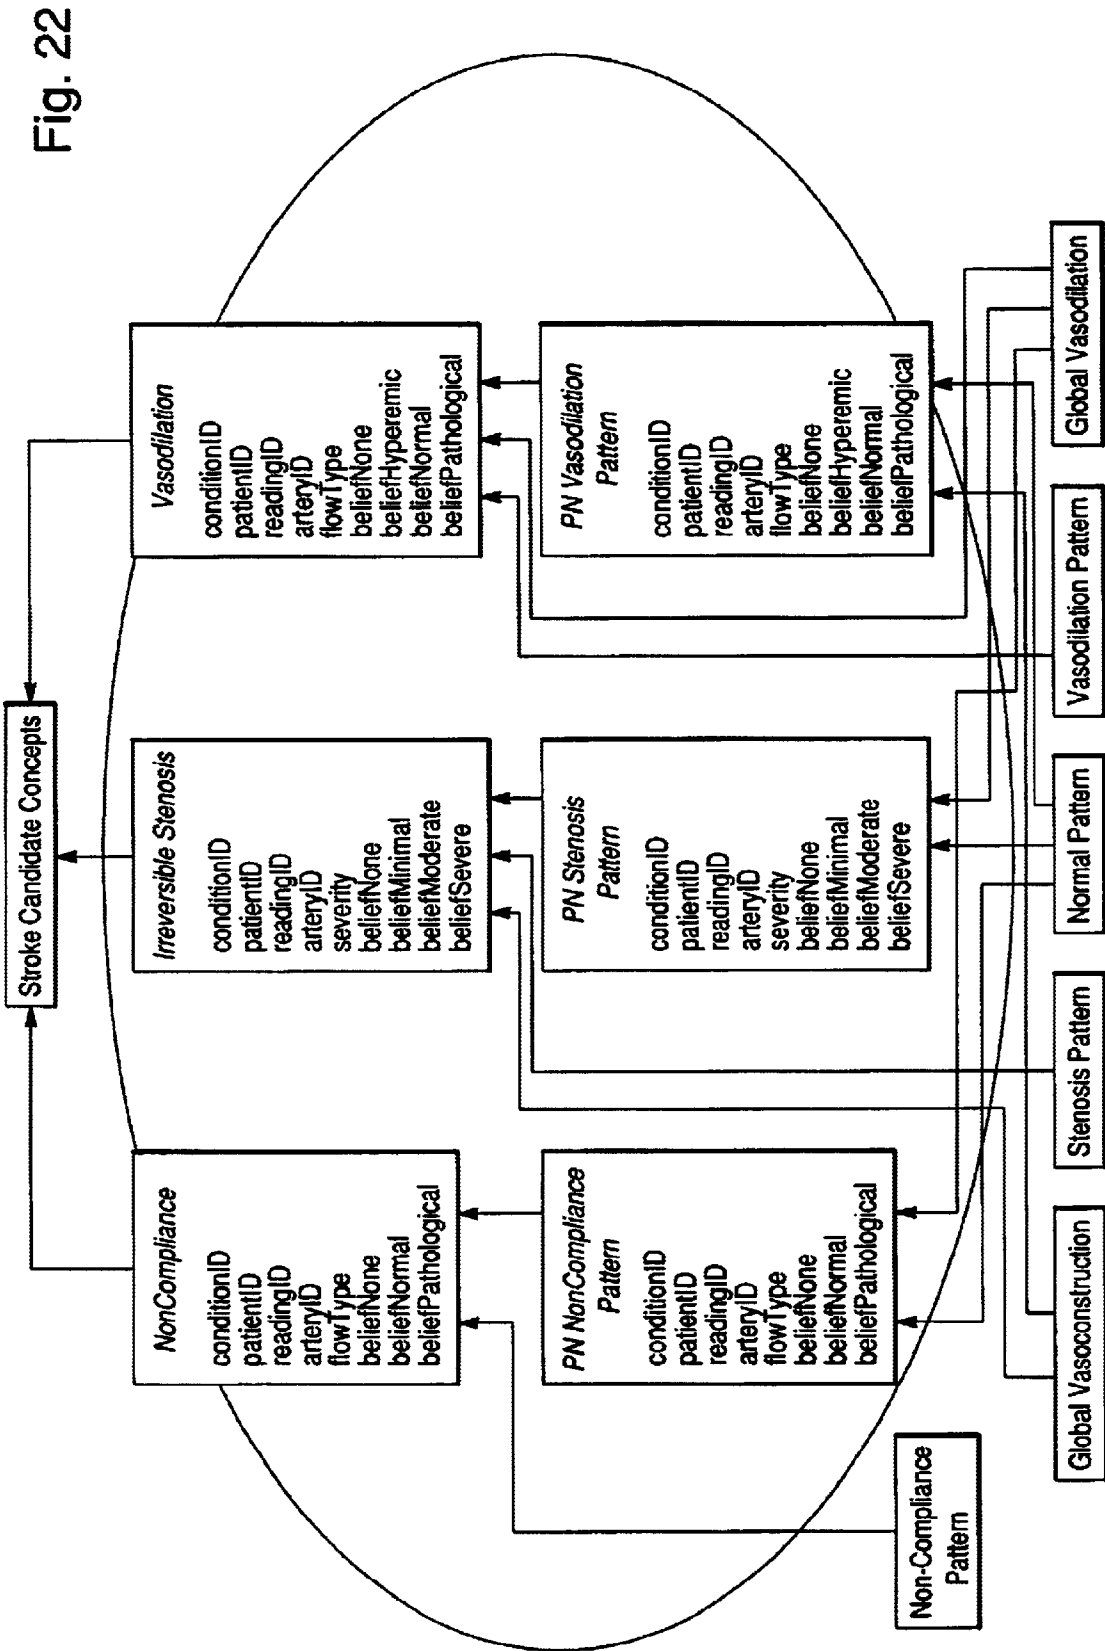 Fig. 22
Stroke Candidate Concepts
NonCompliance
conditionID
patientID
readingID
arteryID
flowType
beliefNone
beliefNormal
beliefPathological
Irreversible Stenosis
conditionID
patientID
readingID
arteryID
severity
beliefNone
beliefMinimal
beliefModerate
beliefSevere
Vasodilation
conditionID
patientID
readingID
arteryID
flowType
beliefNone
beliefHyperemic
beliefNormal
beliefPathological
PN NonCompliance
Pattern
conditionID
patientID
readingID
arteryID
flowType
beliefNone
beliefNormal
beliefPathological
PN Stenosis
Pattern
conditionID
patientID
readingID
arteryID
severity
beliefNone
beliefMinimal
beliefModerate
beliefSevere
PN Vasodilation
Pattern
conditionID
patientID
readingID
arteryID
flowType
beliefNone
beliefHyperemic
beliefNormal
beliefPathological
Non-Compliance
Pattern
Global Vasoconstruction
Stenosis Pattern
Normal Pattern
Vasodilation Pattern
Global Vasodilation